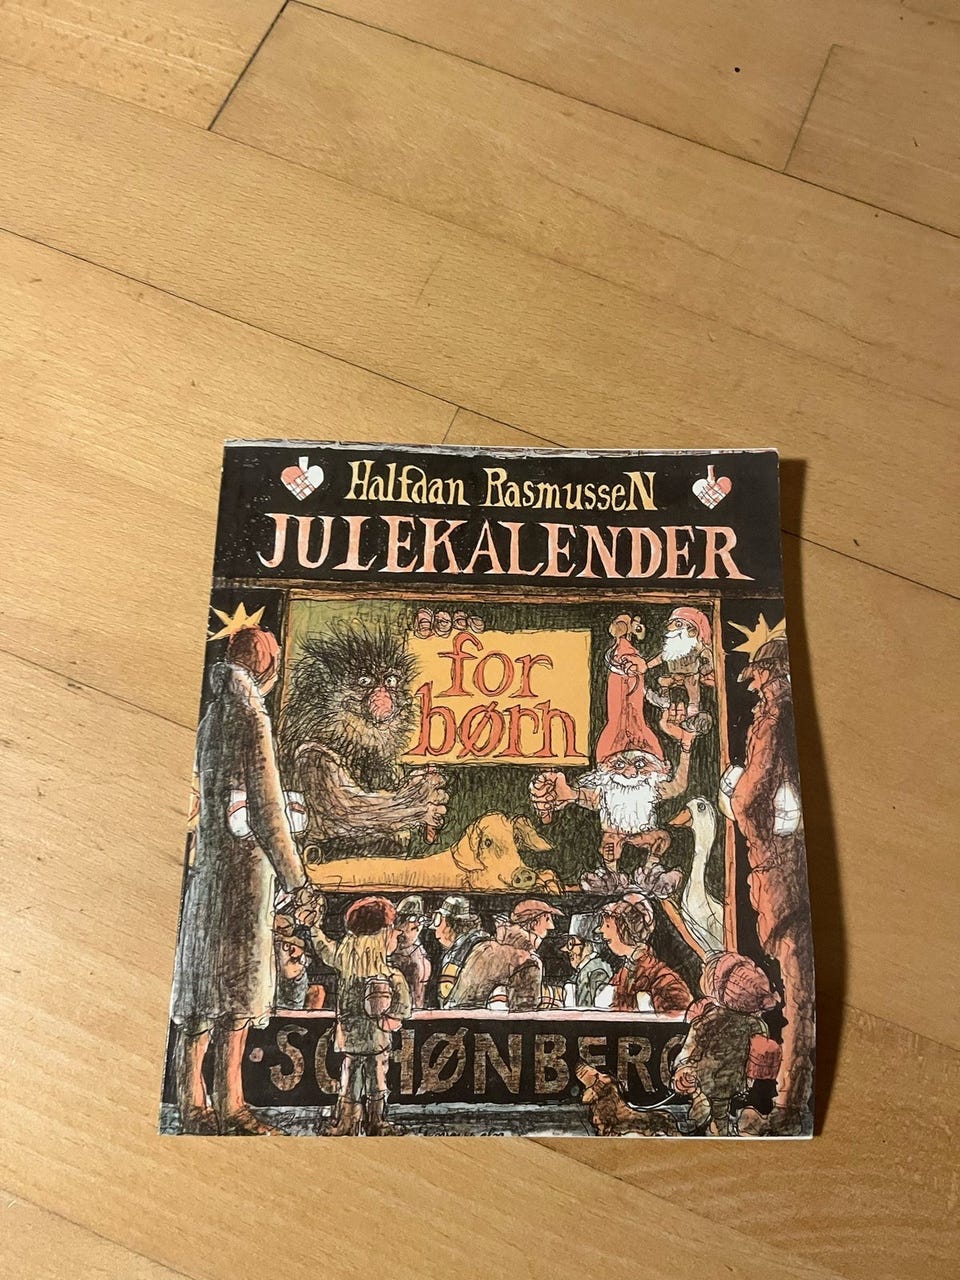 Halfdan Rasmussen
JULEKALENDER
for
børn
SCHØNBERG